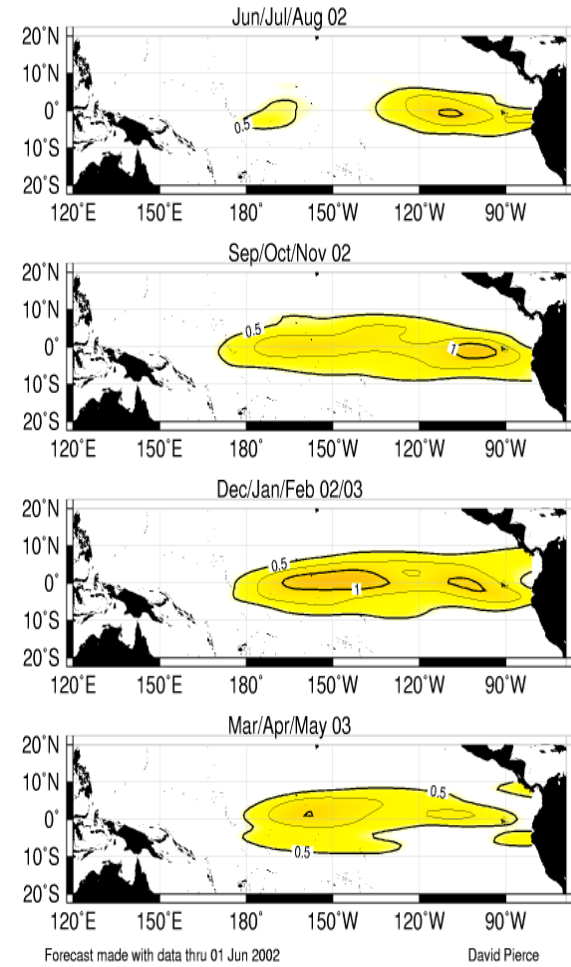 Jun/Jul/Aug 02
20°N
10°N
0°
10°S
20°S
0.5
120°E 150°E 180° 150°W 120°W 90°W
Sep/Oct/Nov 02
20°N
10°N
0.5
0°
1
10°S
20°S
120°E 150°E 180° 150°W 120°W 90°W
Dec/Jan/Feb 02/03
20°N
10°N
0.5
0°
1
10°S
20°S
120°E 150°E 180° 150°W 120°W 90°W
Mar/Apr/May 03
20°N
10°N
0.5
0°
0.5
10°S
20°S
120°E 150°E 180° 150°W 120°W 90°W
Forecast made with data thru 01 Jun 2002 David Pierce